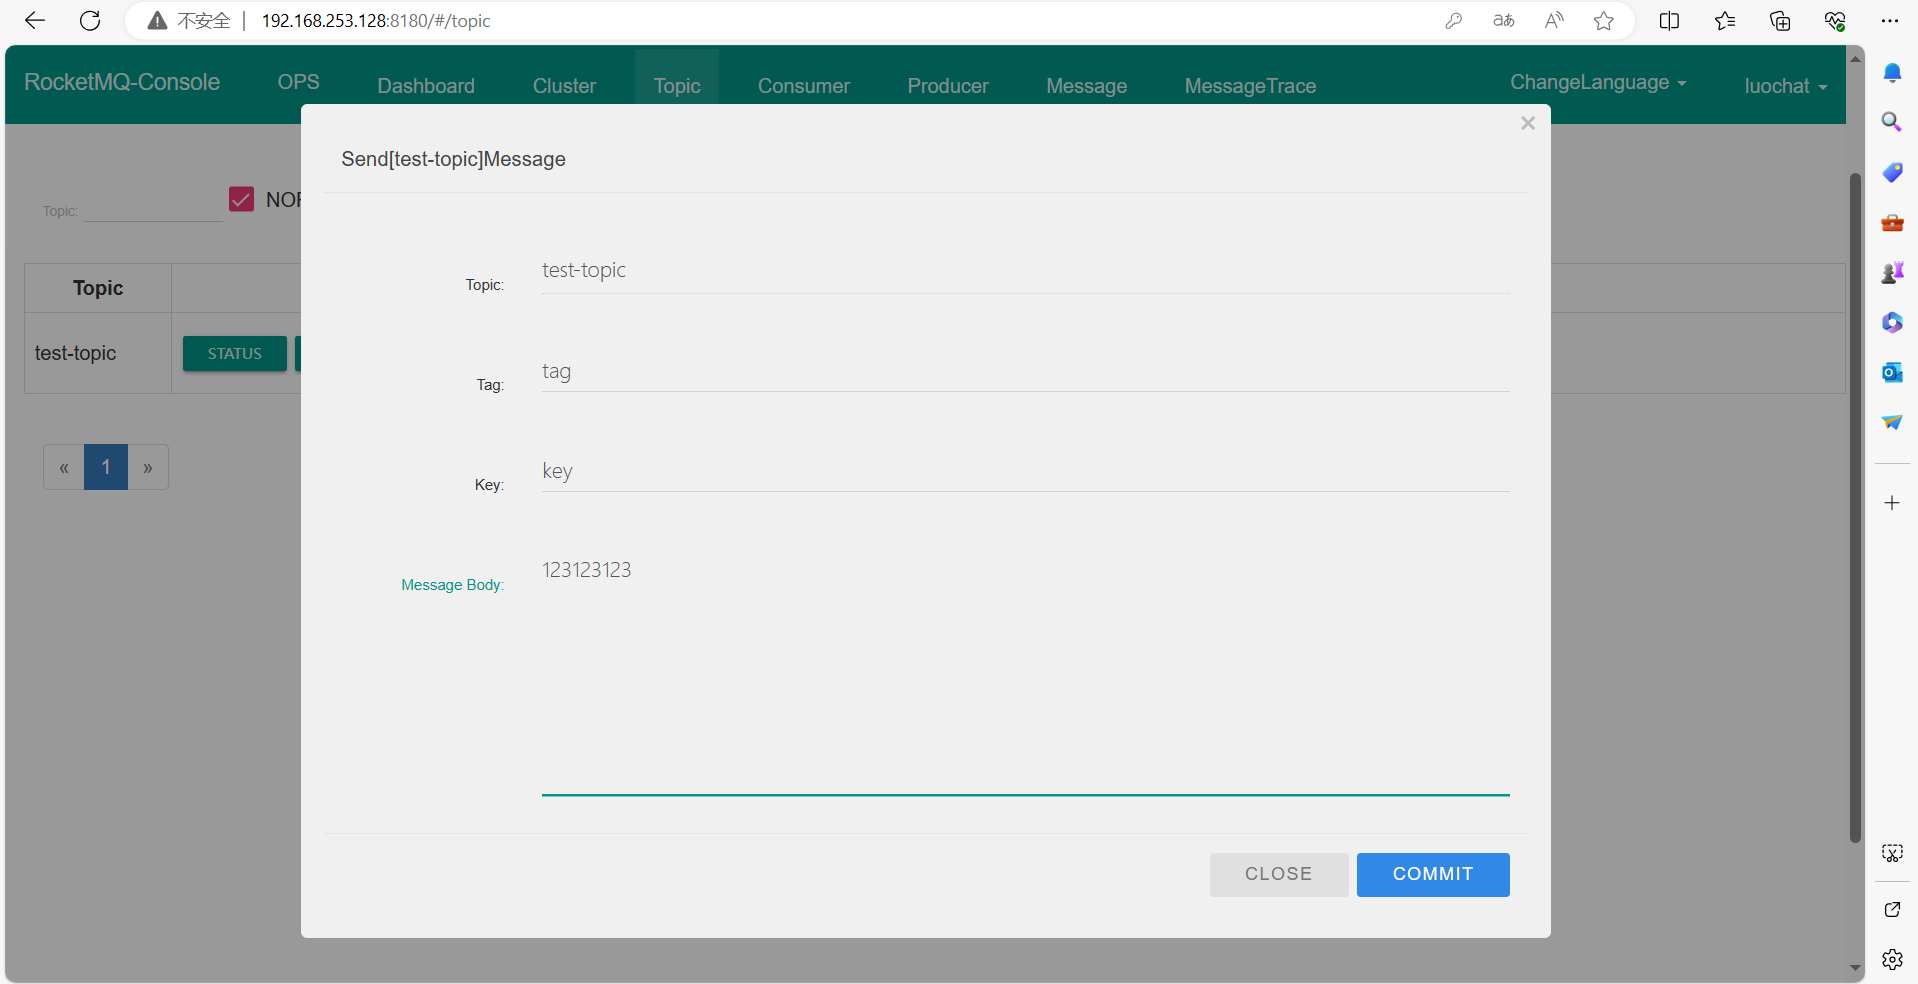 不安全 192.168.253.128:8180/#/topic
RocketMQ-Console OPS Dashboard Cluster Topic Consumer Producer Message MessageTrace ChangeLanguage luochat
×
Send[test-topic]Message
Topic:
Topic
test-topic STATUS
« 1 »
Topic: test-topic
Tag: tag
Key: key
Message Body: 123123123
CLOSE COMMIT